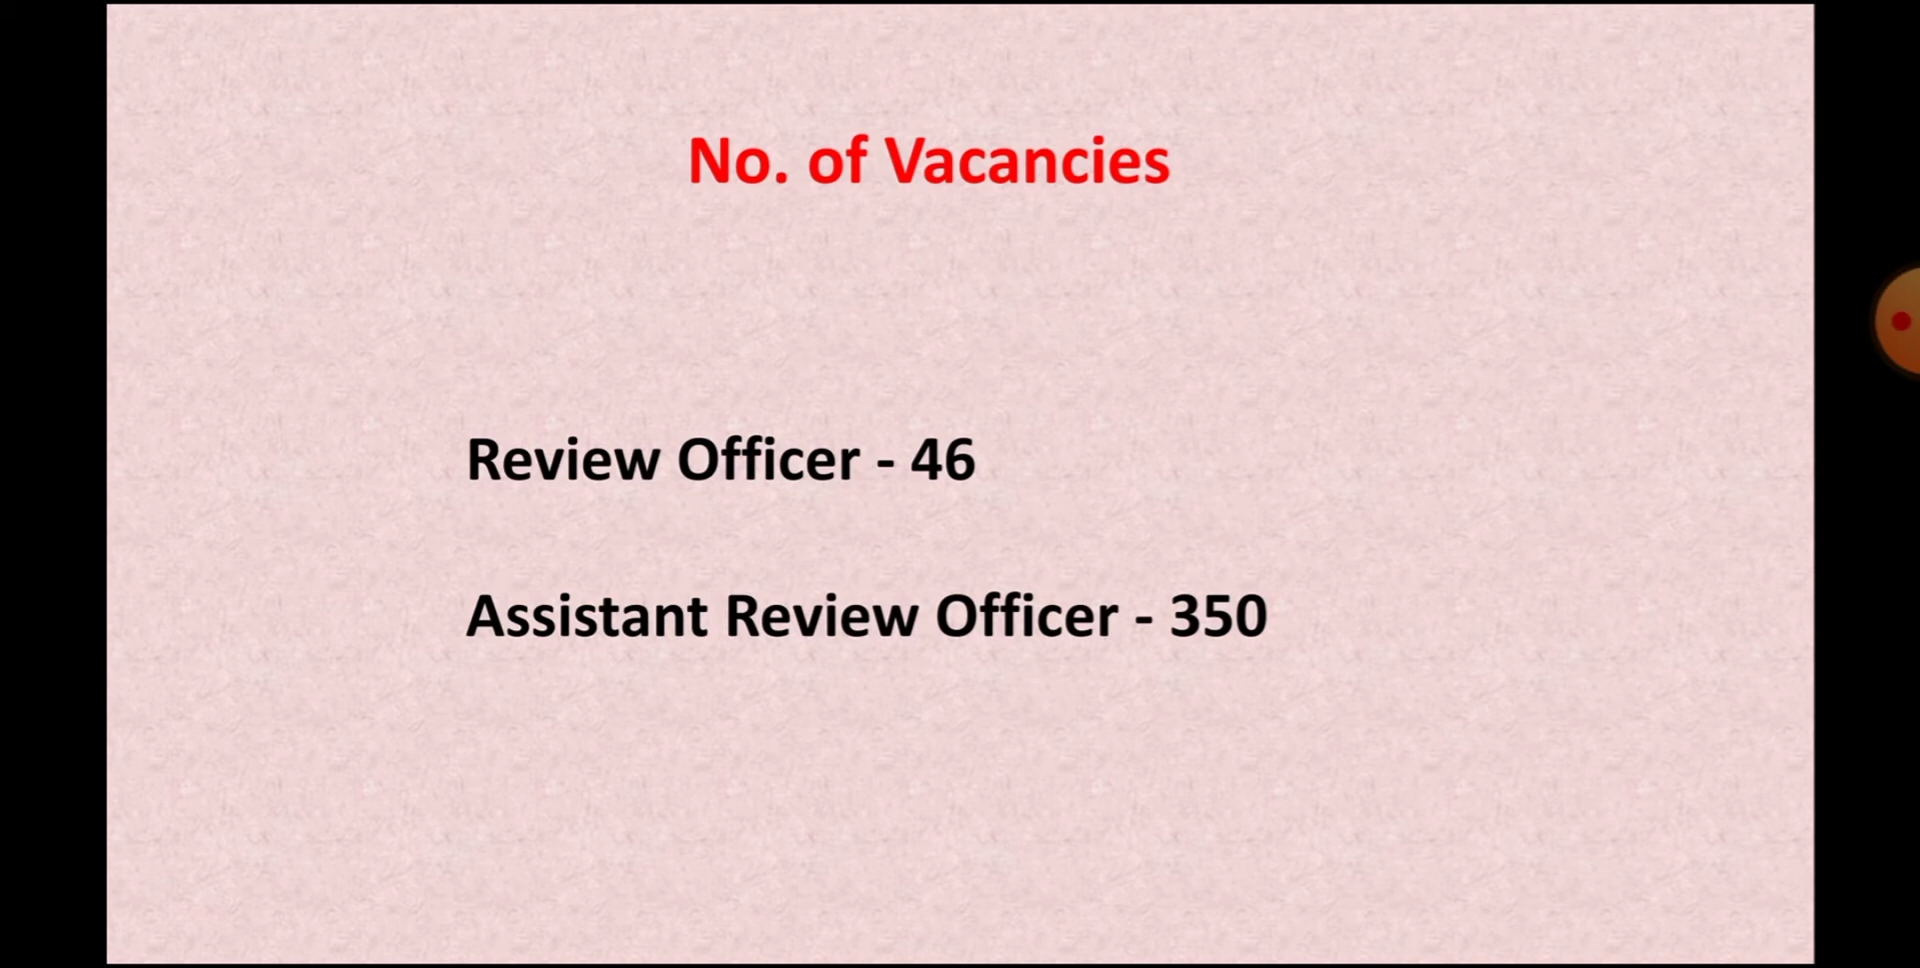 No. of Vacancies
Review Officer - 46
Assistant Review Officer - 350